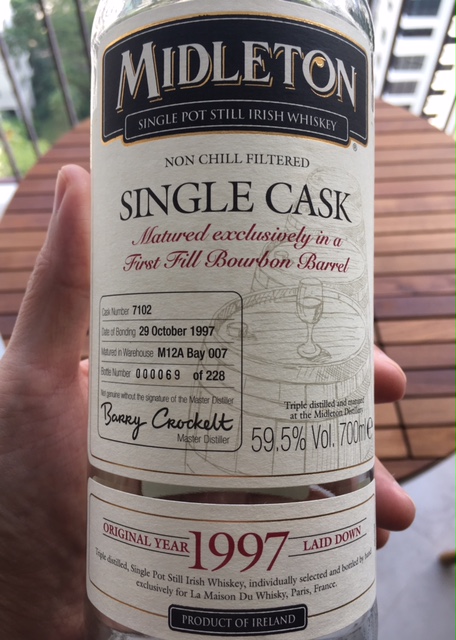 MIDLETON
SINGLE POT STILL IRISH WHISKEY
®
NON CHILL FILTERED
SINGLE CASK
Matured exclusively in a
First Fill Bourbon Barrel
Cask Number 7102
Date of Bonding 29 October 1997
Matured in Warehouse M12A Bay 007
Bottle Number 000069 of 228
Not genuine without the signature of the Master Distiller
Barry Crockett
Master Distiller
Triple distilled and matured
at the Midleton Distillery
59,5% Vol. 700ml e
ORIGINAL YEAR 1997 LAID DOWN
Triple distilled, Single Pot Still Irish Whiskey, individually selected and bottled by hand
exclusively for La Maison Du Whisky, Paris, France.
PRODUCT OF IRELAND